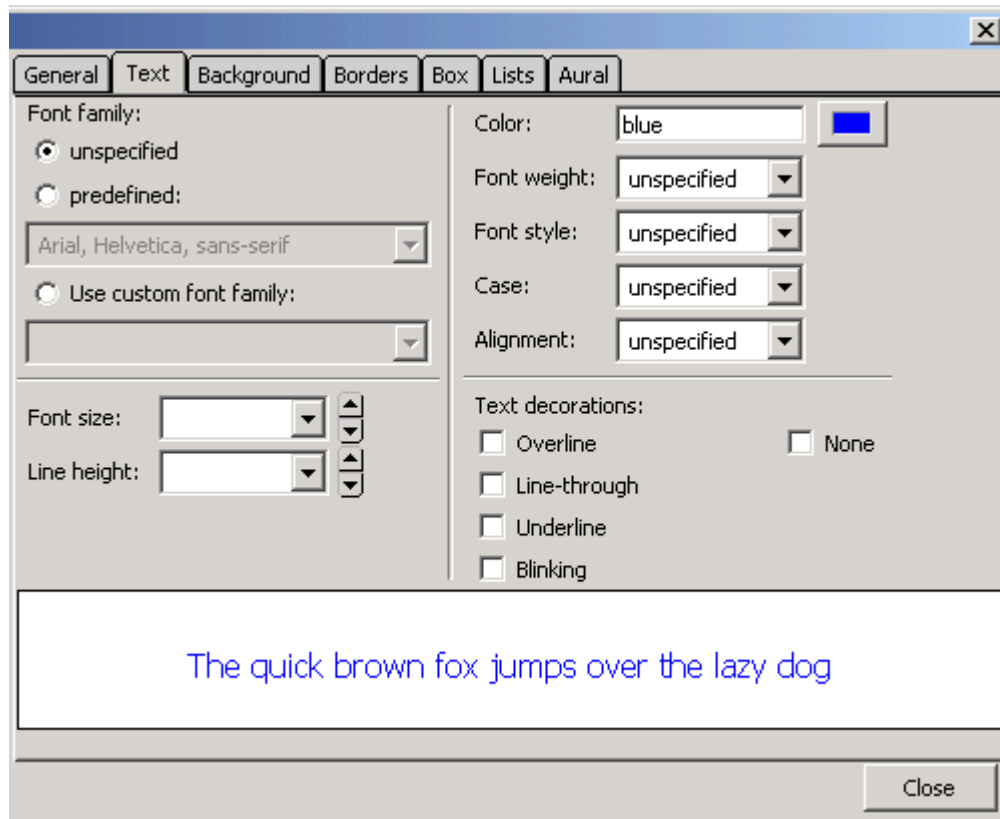 General Text Background Borders Box Lists Aural
Font family:
unspecified
predefined:
Arial, Helvetica, sans-serif
Use custom font family:
Font size:
Line height:
Color: blue
Font weight: unspecified
Font style: unspecified
Case: unspecified
Alignment: unspecified
Text decorations:
Overline None
Line-through
Underline
Blinking
The quick brown fox jumps over the lazy dog
Close